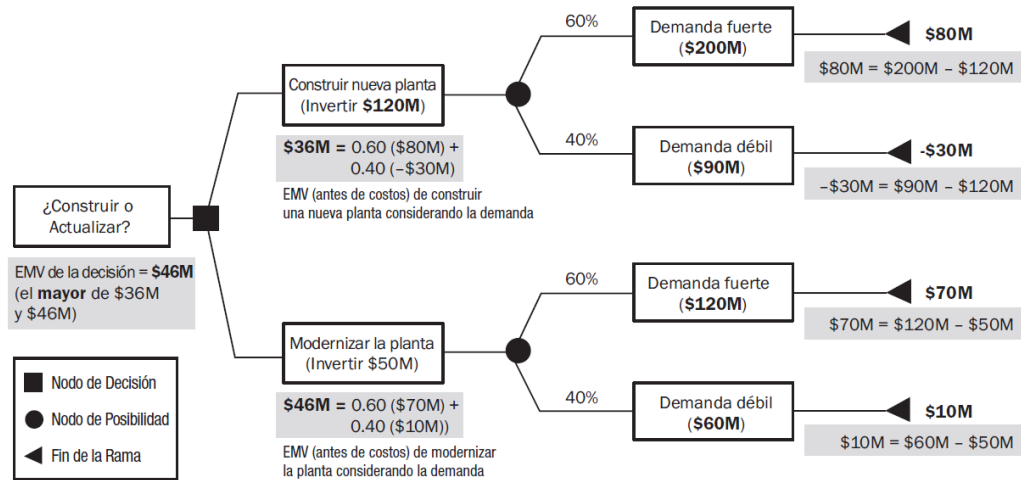 ¿Construir o
Actualizar?
EMV de la decisión = $46M
(el mayor de $36M
y $46M)
Nodo de Decisión
Nodo de Posibilidad
Fin de la Rama
Construir nueva planta
(Invertir $120M)
$36M = 0.60 ($80M) +
0.40 (–$30M)
EMV (antes de costos) de construir
una nueva planta considerando la demanda
60%
Demanda fuerte
($200M)
$80M
$80M = $200M – $120M
40%
Demanda débil
($90M)
-$30M
–$30M = $90M – $120M
Modernizar la planta
(Invertir $50M)
$46M = 0.60 ($70M) +
0.40 ($10M))
EMV (antes de costos) de modernizar
la planta considerando la demanda
60%
Demanda fuerte
($120M)
$70M
$70M = $120M – $50M
40%
Demanda débil
($60M)
$10M
$10M = $60M – $50M